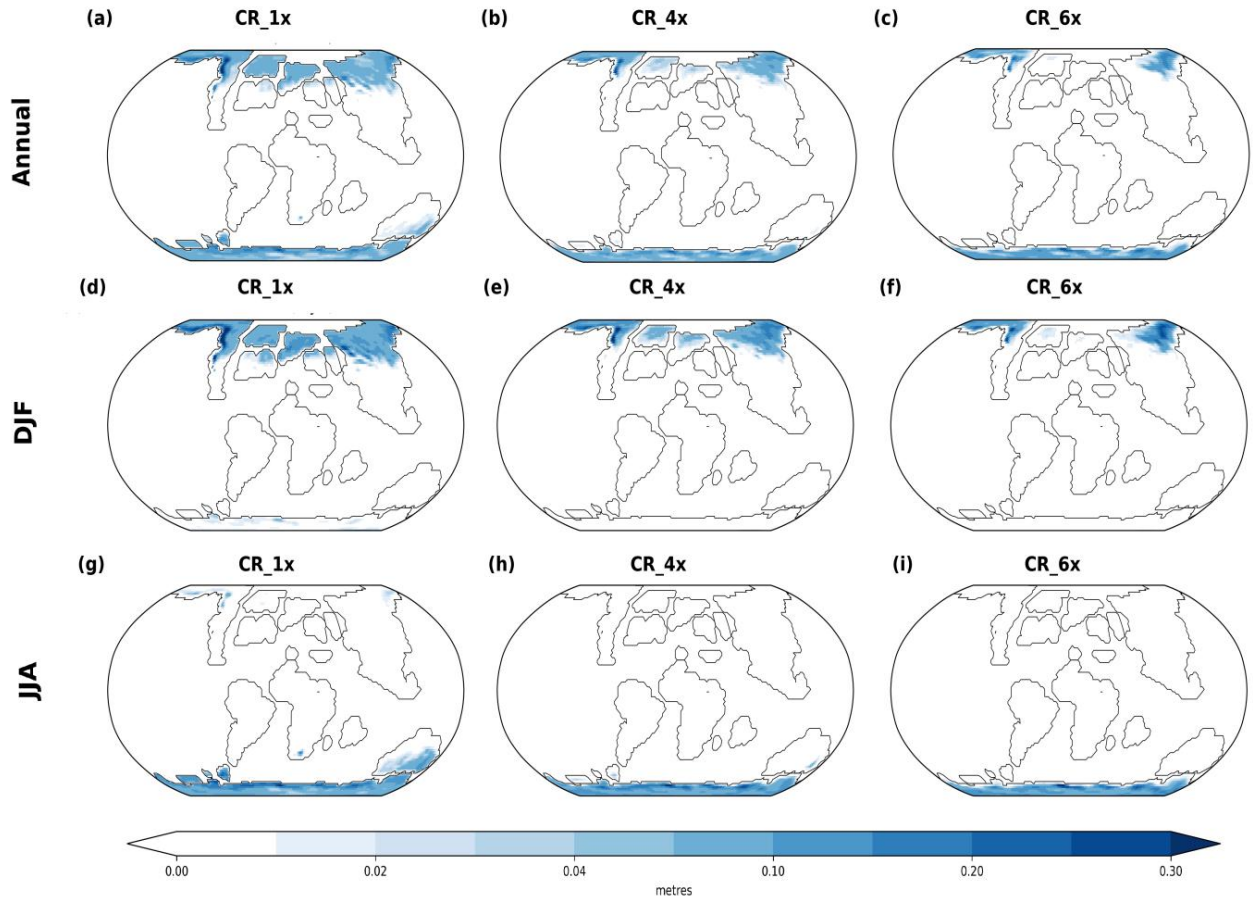 (a) CR_1x
(b) CR_4x
(c) CR_6x
Annual
(d) CR_1x
(e) CR_4x
(f) CR_6x
DJF
(g) CR_1x
(h) CR_4x
(i) CR_6x
JJA
0.00 0.02 0.04 0.10 0.20 0.30
metres